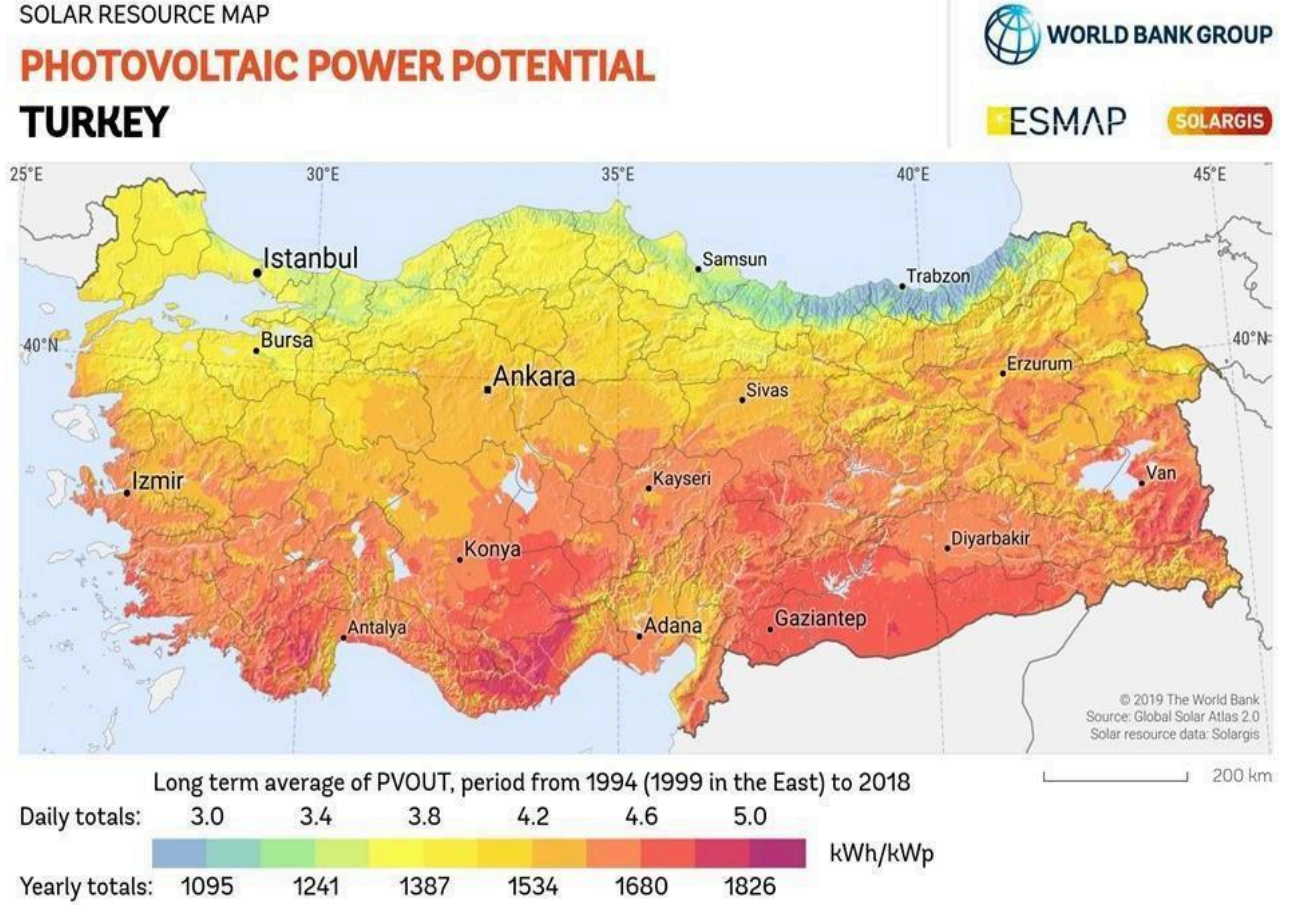 SOLAR RESOURCE MAP
PHOTOVOLTAIC POWER POTENTIAL
TURKEY
WORLD BANK GROUP
ESMAP
SOLARGIS
25°E 30°E 35°E 40°E 45°E
Istanbul
Samsun
Trabzon
Bursa
40°N
40°N
Ankara
Erzurum
Sivas
Izmir
Kayseri
Van
Konya
Diyarbakir
Antalya
Adana
Gaziantep
© 2019 The World Bank
Source: Global Solar Atlas 2.0
Solar resource data: Solargis
Long term average of PVOUT, period from 1994 (1999 in the East) to 2018
200 km
Daily totals: 3.0 3.4 3.8 4.2 4.6 5.0
kWh/kWp
Yearly totals: 1095 1241 1387 1534 1680 1826